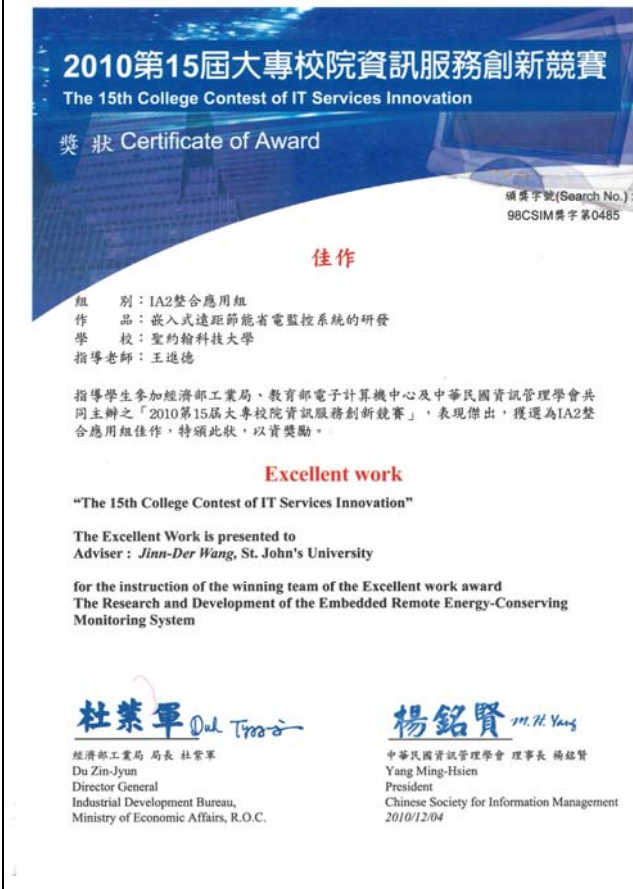 2010第15屆大專校院資訊服務創新競賽
The 15th College Contest of IT Services Innovation
獎 狀 Certificate of Award
頒獎字號(Search No.) :
98CSIM獎字第0485
佳作
組 別：IA2整合應用組
作 品：嵌入式遠距節能省電監控系統的研發
學 校：聖約翰科技大學
指導老師：王進德
指導學生參加經濟部工業局、教育部電子計算機中心及中華民國資訊管理學會共
同主辦之「2010第15屆大專校院資訊服務創新競賽」，表現傑出，獲選為IA2整
合應用組佳作，特頒此狀，以資獎勵。
Excellent work
“The 15th College Contest of IT Services Innovation”
The Excellent Work is presented to
Adviser : Jinn-Der Wang, St. John's University
for the instruction of the winning team of the Excellent work award
The Research and Development of the Embedded Remote Energy-Conserving
Monitoring System
杜紫軍
楊銘賢 M.H. Yang
經濟部工業局 局長 杜紫軍
Du Zin-Jyun
Director General
Industrial Development Bureau,
Ministry of Economic Affairs, R.O.C.
中華民國資訊管理學會 理事長 楊銘賢
Yang Ming-Hsien
President
Chinese Society for Information Management
2010/12/04